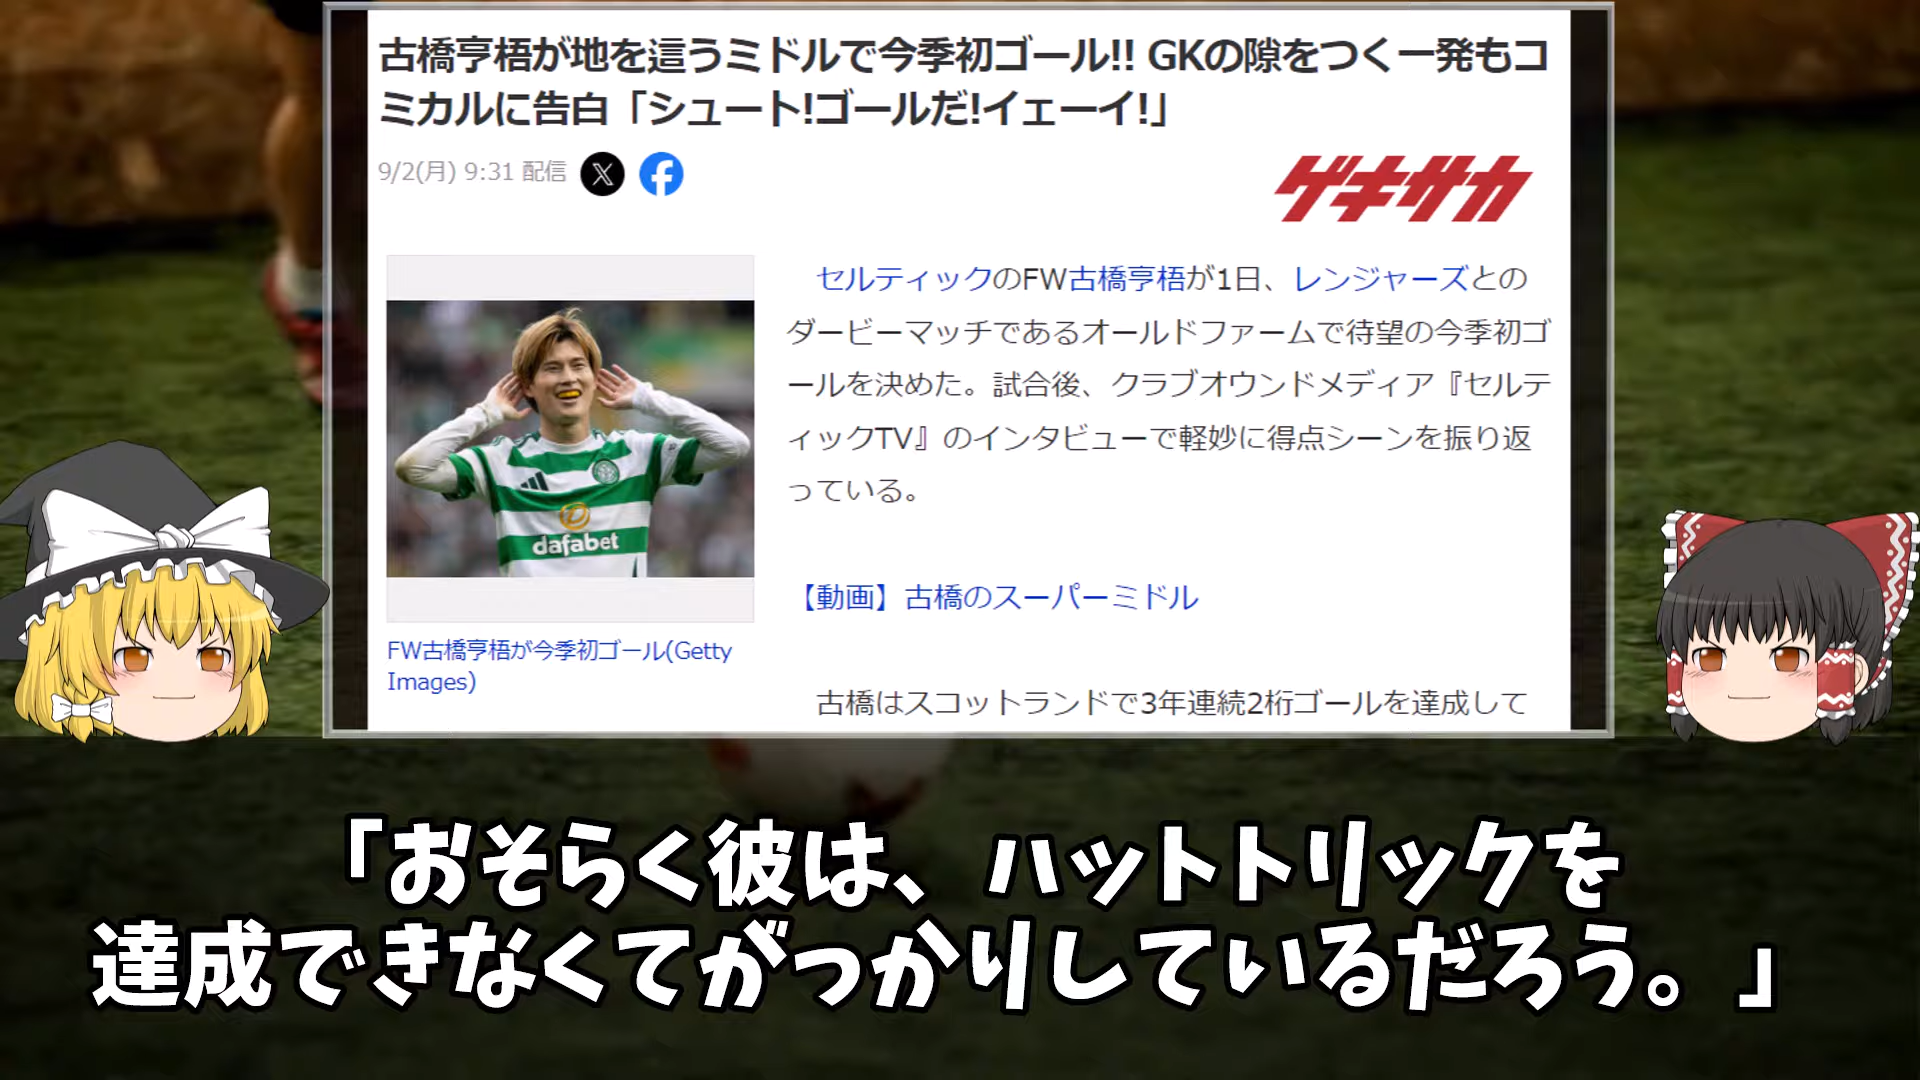 古橋亨梧が地を這うミドルで今季初ゴール!! GKの隙をつく一発もコ
ミカルに告白「シュート!ゴールだ!イェーイ!」
9/2(月) 9:31 配信
ゲキサカ
セルティックのFW古橋亨梧が1日、レンジャーズとの
ダービーマッチであるオールドファームで待望の今季初ゴ
ールを決めた。試合後、クラブオウンドメディア『セルテ
ィックTV』のインタビューで軽妙に得点シーンを振り返
っている。
dafabet
【動画】古橋のスーパーミドル
FW古橋亨梧が今季初ゴール(Getty
Images)
古橋はスコットランドで3年連続2桁ゴールを達成して
「おそらく彼は、ハットトリックを
達成できなくてがっかりしているだろう。」